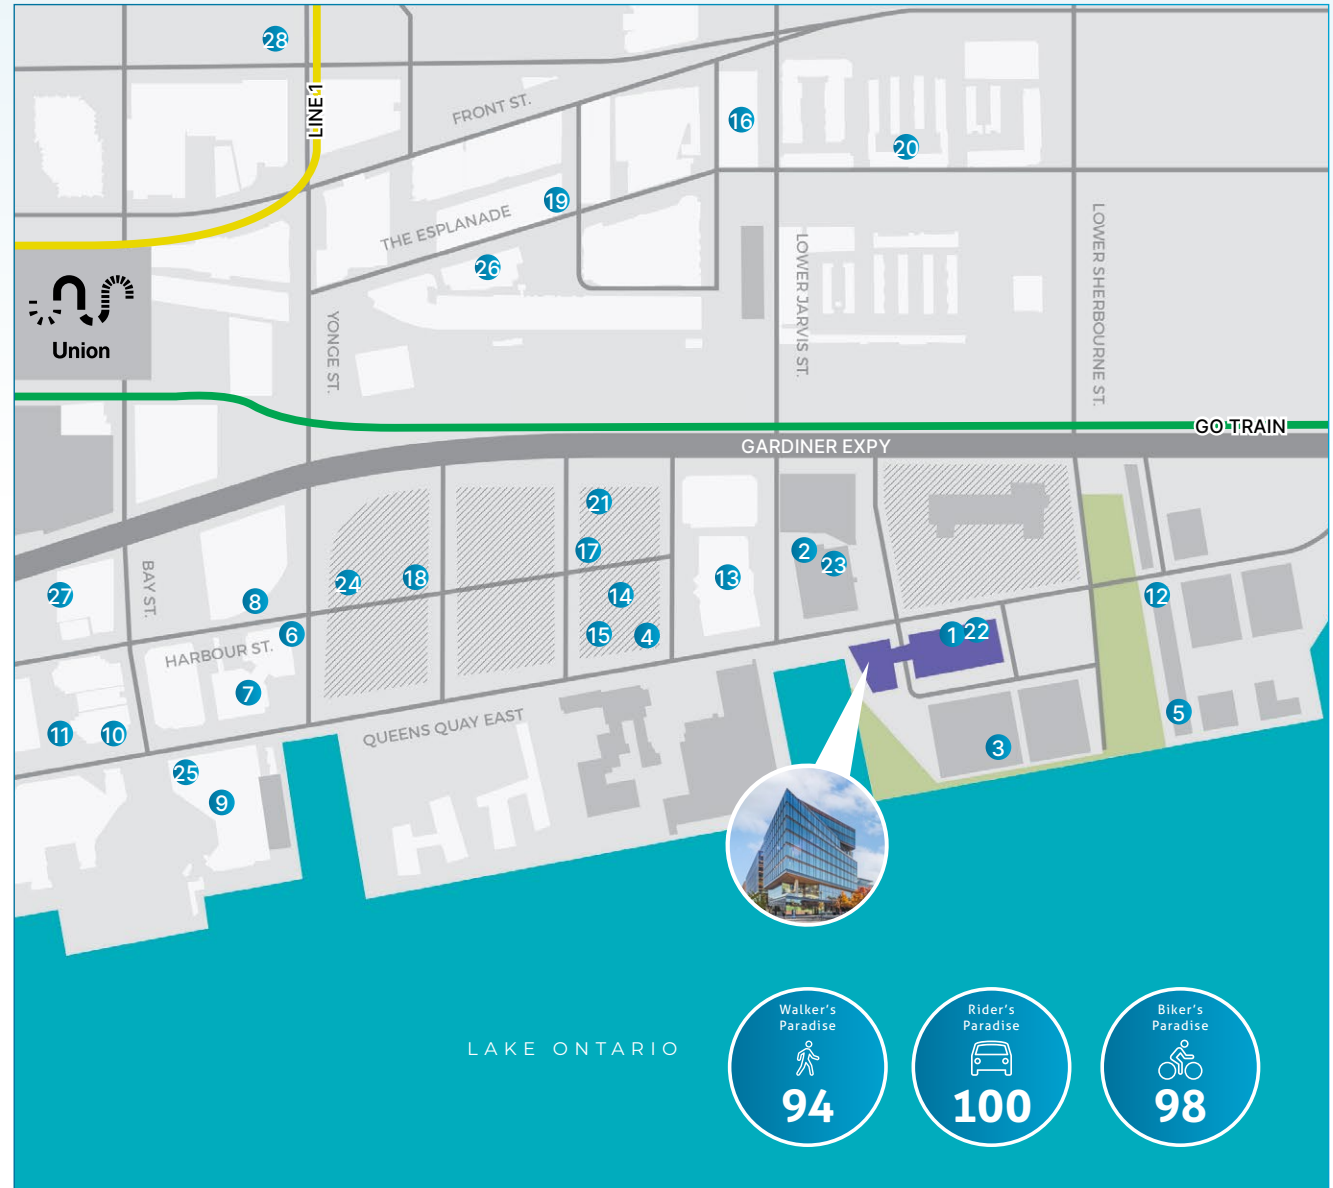 28
LINE 1
FRONT ST.
16
20
19
THE ESPLANADE
26
LOWER JARVIS ST.
LOWER SHERBOURNE ST.
Union
YONGE ST.
GO TRAIN
GARDINER EXPY
21
17
2
23
24
18
13
14
12
27
BAY ST.
8
6
15
4
1
22
HARBOUR ST.
7
5
11
10
QUEENS QUAY EAST
3
25
9
LAKE ONTARIO
Walker's
Paradise
94
Rider's
Paradise
100
Biker's
Paradise
98